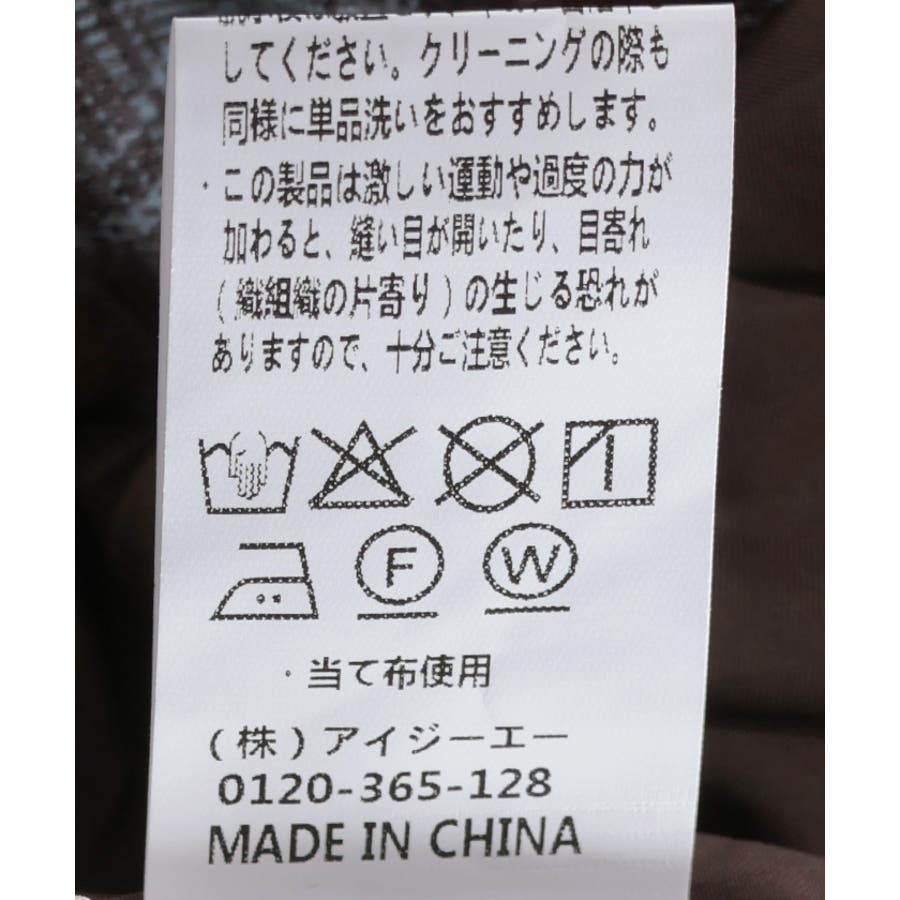 してください。クリーニングの際も
同様に単品洗いをおすすめします。
・この製品は激しい運動や過度の力が
加わると、縫い目が開いたり、目寄れ
(織組織の片寄り)の生じる恐れが
ありますので、十分ご注意ください。
F W
・当て布使用
(株)アイジーエー
0120-365-128
MADE IN CHINA